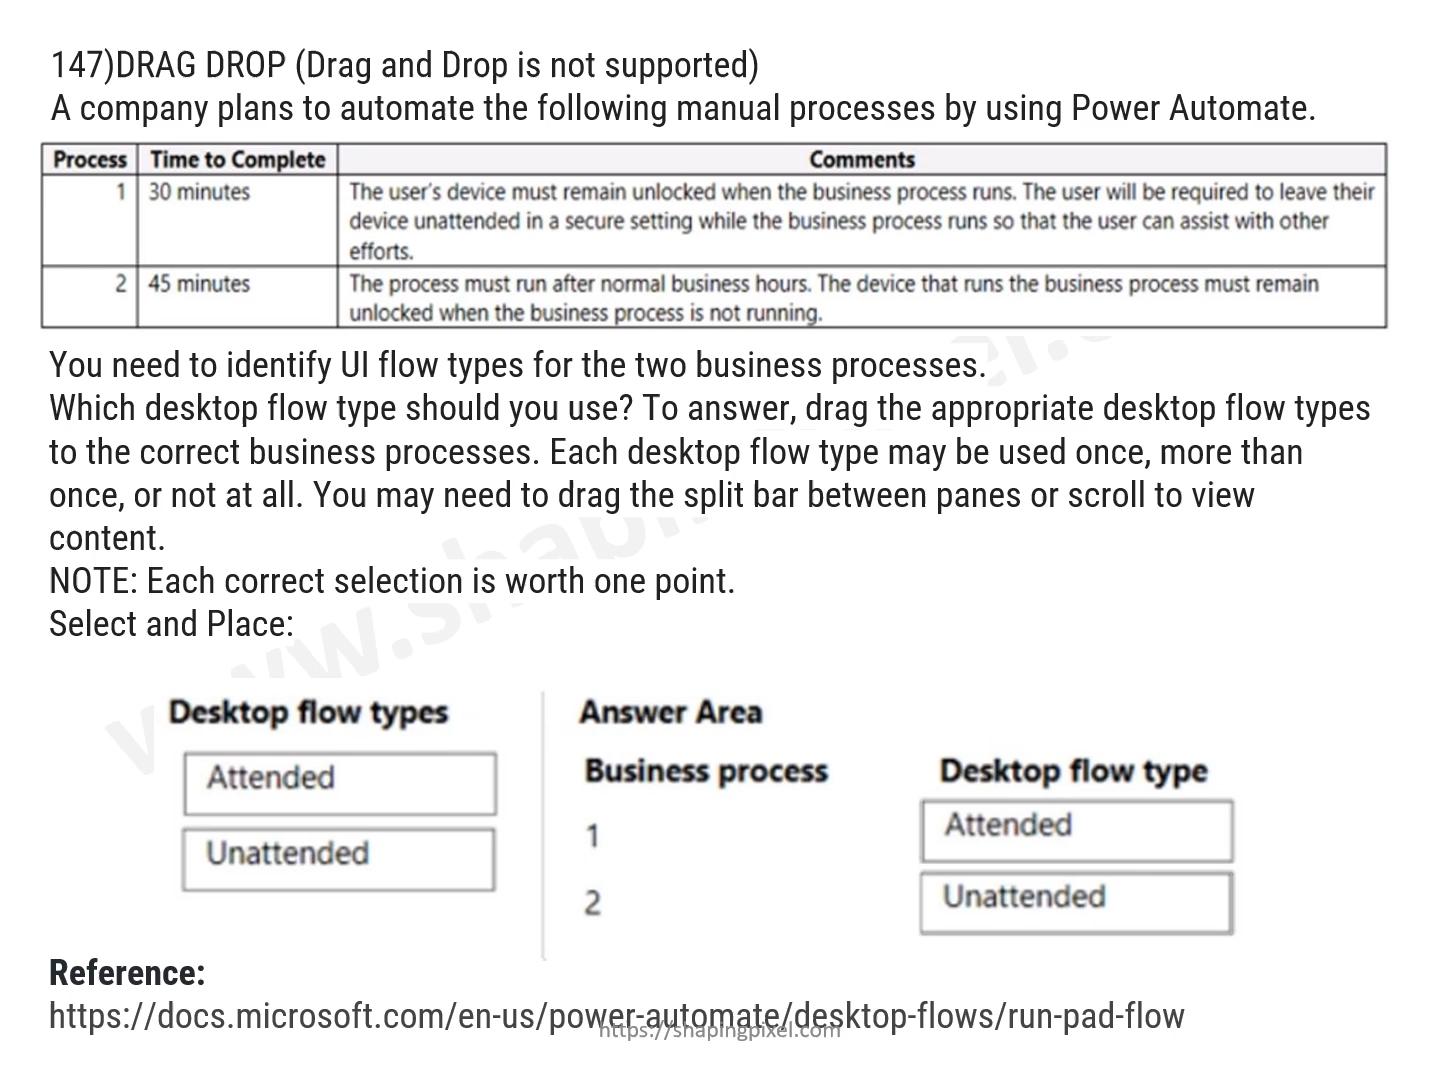 147)DRAG DROP (Drag and Drop is not supported)
A company plans to automate the following manual processes by using Power Automate.
Process Time to Complete Comments
1 30 minutes The user's device must remain unlocked when the business process runs. The user will be required to leave their
device unattended in a secure setting while the business process runs so that the user can assist with other
efforts.
2 45 minutes The process must run after normal business hours. The device that runs the business process must remain
unlocked when the business process is not running.
You need to identify UI flow types for the two business processes.
Which desktop flow type should you use? To answer, drag the appropriate desktop flow types
to the correct business processes. Each desktop flow type may be used once, more than
once, or not at all. You may need to drag the split bar between panes or scroll to view
content.
NOTE: Each correct selection is worth one point.
Select and Place:
Desktop flow types
Attended
Unattended
Answer Area
Business process Desktop flow type
1 Attended
2 Unattended
Reference:
https://docs.microsoft.com/en-us/power-automate/desktop-flows/run-pad-flow
https://shapingpixel.com